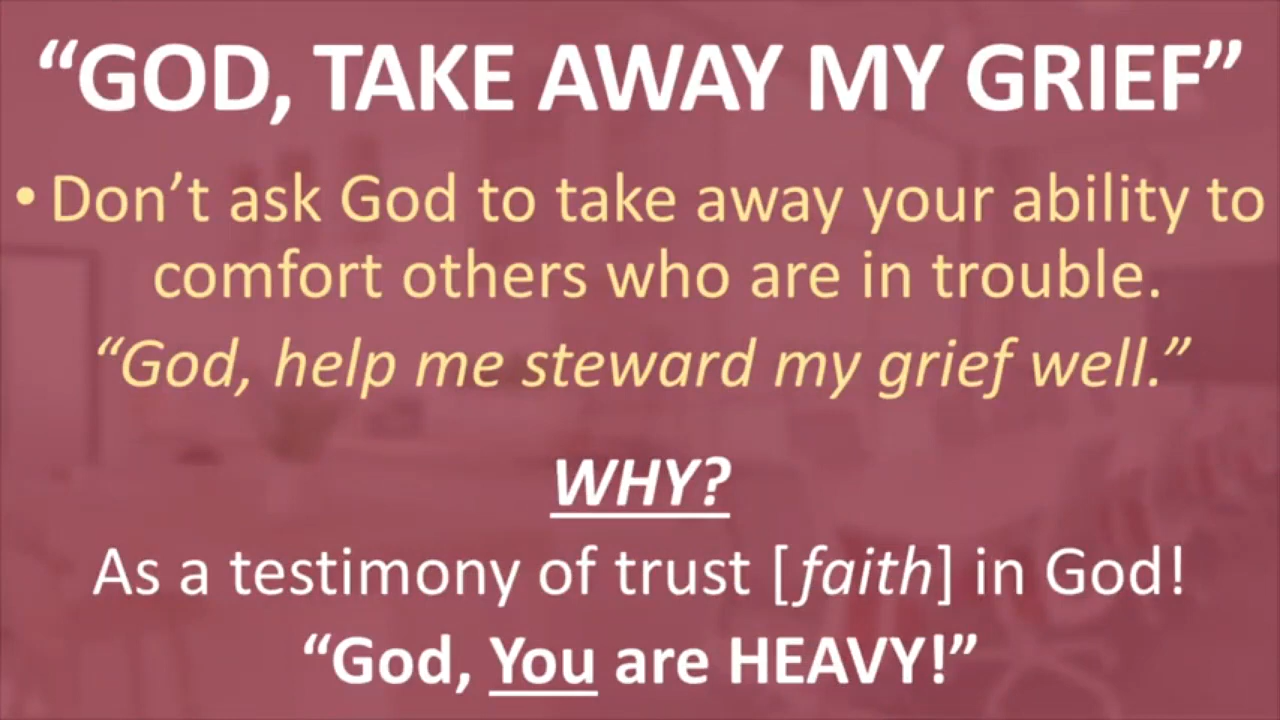 “GOD, TAKE AWAY MY GRIEF”
• Don’t ask God to take away your ability to
comfort others who are in trouble.
“God, help me steward my grief well.”
WHY?
As a testimony of trust [faith] in God!
“God, You are HEAVY!”